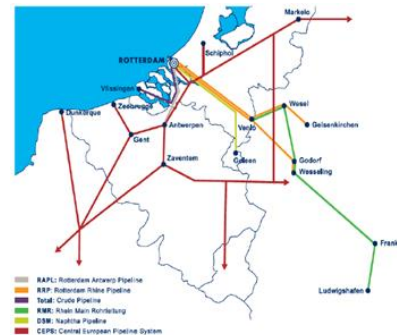 Markelo
Schiphol
ROTTERDAM
Vlissingen
Zeebrugge
Dunkerque
Wesel
Gelsenkirchen
Venlo
Antwerpen
Gent
Geleen
Godorf
Wesseling
Zaventem
Frank
Ludwigshafen
RAPL: Rotterdam Antwerp Pipeline
RRP: Rotterdam Rhine Pipeline
Total: Crude Pipeline
RMR: Rhein Main Rohrleitung
DSM: Naphtha Pipeline
CEPS: Central European Pipeline System